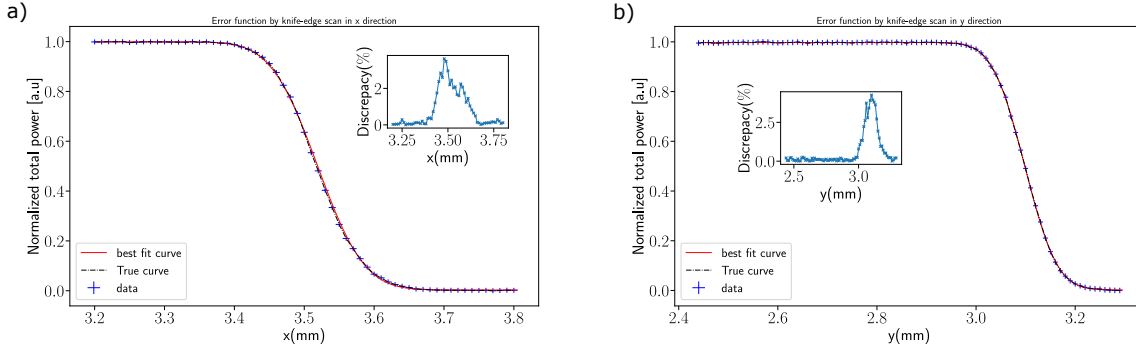 a)
Error function by knife-edge scan in x direction
Normalized total power [a.u]
1.0
0.8
0.6
0.4
0.2
0.0
3.2
3.3
3.4
3.5
3.6
3.7
3.8
x(mm)
best fit curve
True curve
data
Discrepacy(%)
2
0
3.25
3.50
3.75
x(mm)
b)
Error function by knife-edge scan in y direction
Normalized total power [a.u]
1.0
0.8
0.6
0.4
0.2
0.0
2.4
2.6
2.8
3.0
3.2
y(mm)
best fit curve
True curve
data
Discrepacy(%)
2.5
0.0
2.5
3.0
y(mm)